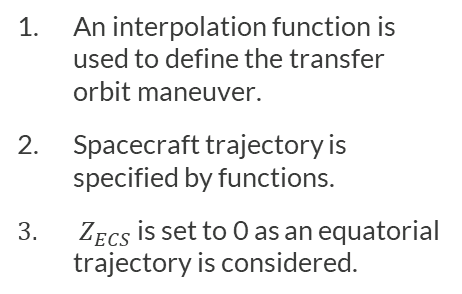 1. An interpolation function is
used to define the transfer
orbit maneuver.
2. Spacecraft trajectory is
specified by functions.
3. Z_ECS is set to 0 as an equatorial
trajectory is considered.